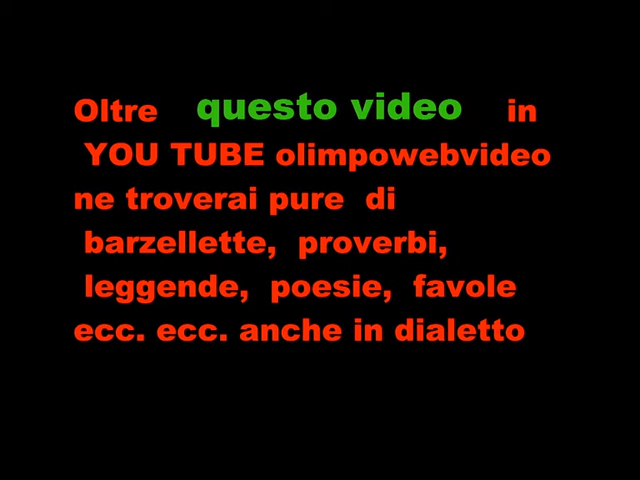 Oltre questo video in
YOU TUBE olimpowebvideo
ne troverai pure di
barzellette, proverbi,
leggende, poesie, favole
ecc. ecc. anche in dialetto